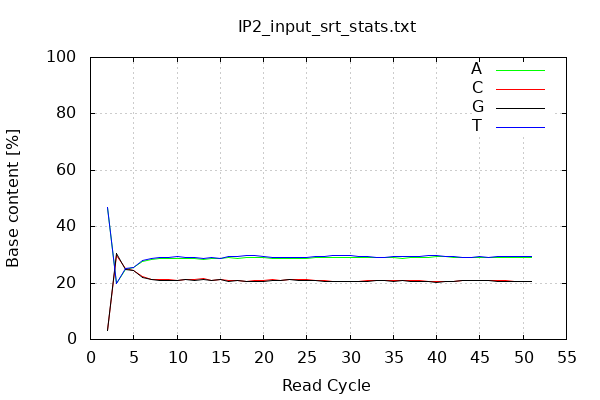 IP2_input_srt_stats.txt
Base content [%]
100
80
60
40
20
0
A
C
G
T
0 5 10 15 20 25 30 35 40 45 50 55
Read Cycle